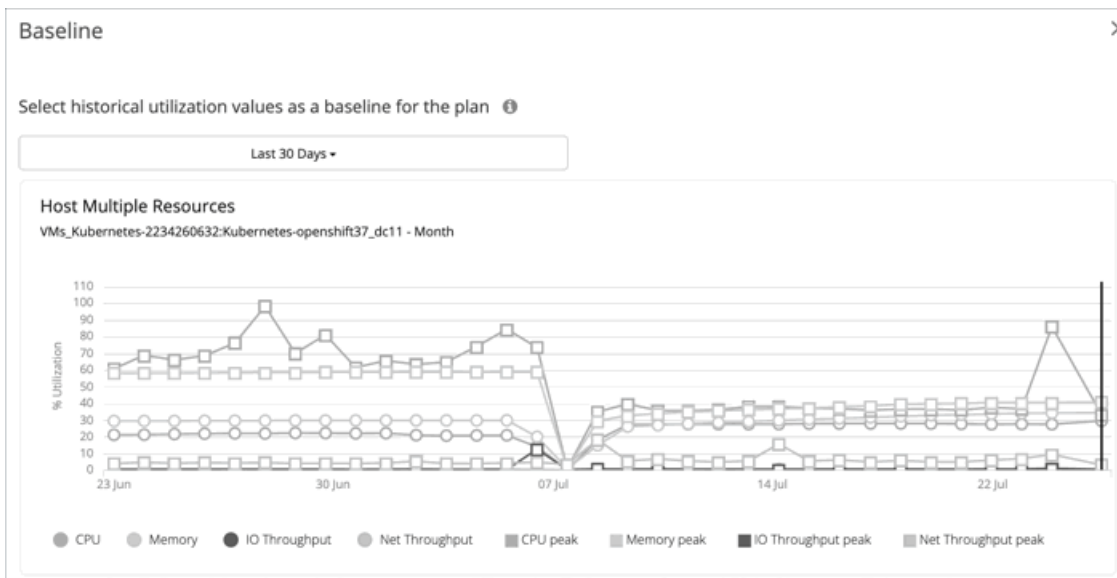 Baseline
Select historical utilization values as a baseline for the plan
Last 30 Days
Host Multiple Resources
VMs_Kubernetes-2234260632:Kubernetes-openshift37_dc11 - Month
% Utilization
110
100
90
80
70
60
50
40
30
20
10
0
23 Jun 30 Jun 07 Jul 14 Jul 22 Jul
CPU Memory IO Throughput Net Throughput CPU peak Memory peak IO Throughput peak Net Throughput peak